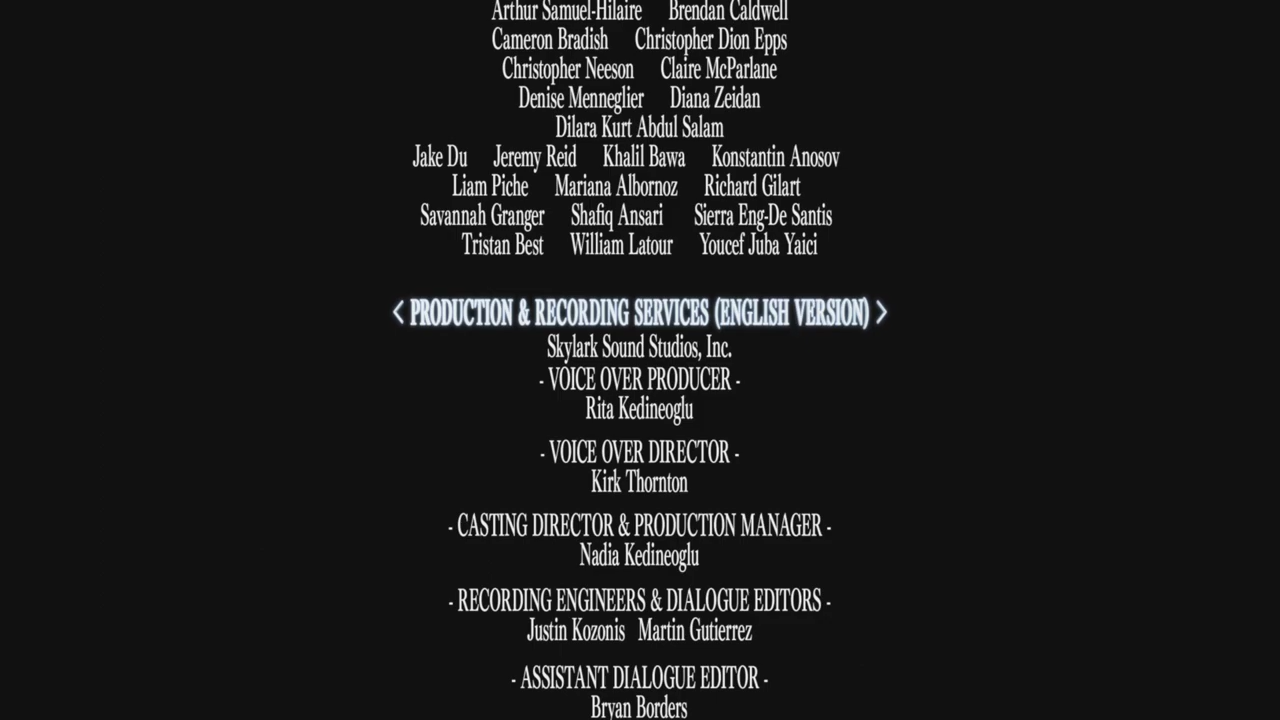 Arthur Samuel-Hilaire Brendan Caldwell
Cameron Bradish Christopher Dion Epps
Christopher Neeson Claire McParlane
Denise Menneglier Diana Zeidan
Dilara Kurt Abdul Salam
Jake Du Jeremy Reid Khalil Bawa Konstantin Anosov
Liam Piche Mariana Albornoz Richard Gilart
Savannah Granger Shafiq Ansari Sierra Eng-De Santis
Tristan Best William Latour Youcef Juba Yaici
< PRODUCTION & RECORDING SERVICES (ENGLISH VERSION) >
Skylark Sound Studios, Inc.
- VOICE OVER PRODUCER -
Rita Kedineoglu
- VOICE OVER DIRECTOR -
Kirk Thornton
- CASTING DIRECTOR & PRODUCTION MANAGER -
Nadia Kedineoglu
- RECORDING ENGINEERS & DIALOGUE EDITORS -
Justin Kozonis Martin Gutierrez
- ASSISTANT DIALOGUE EDITOR -
Bryan Borders